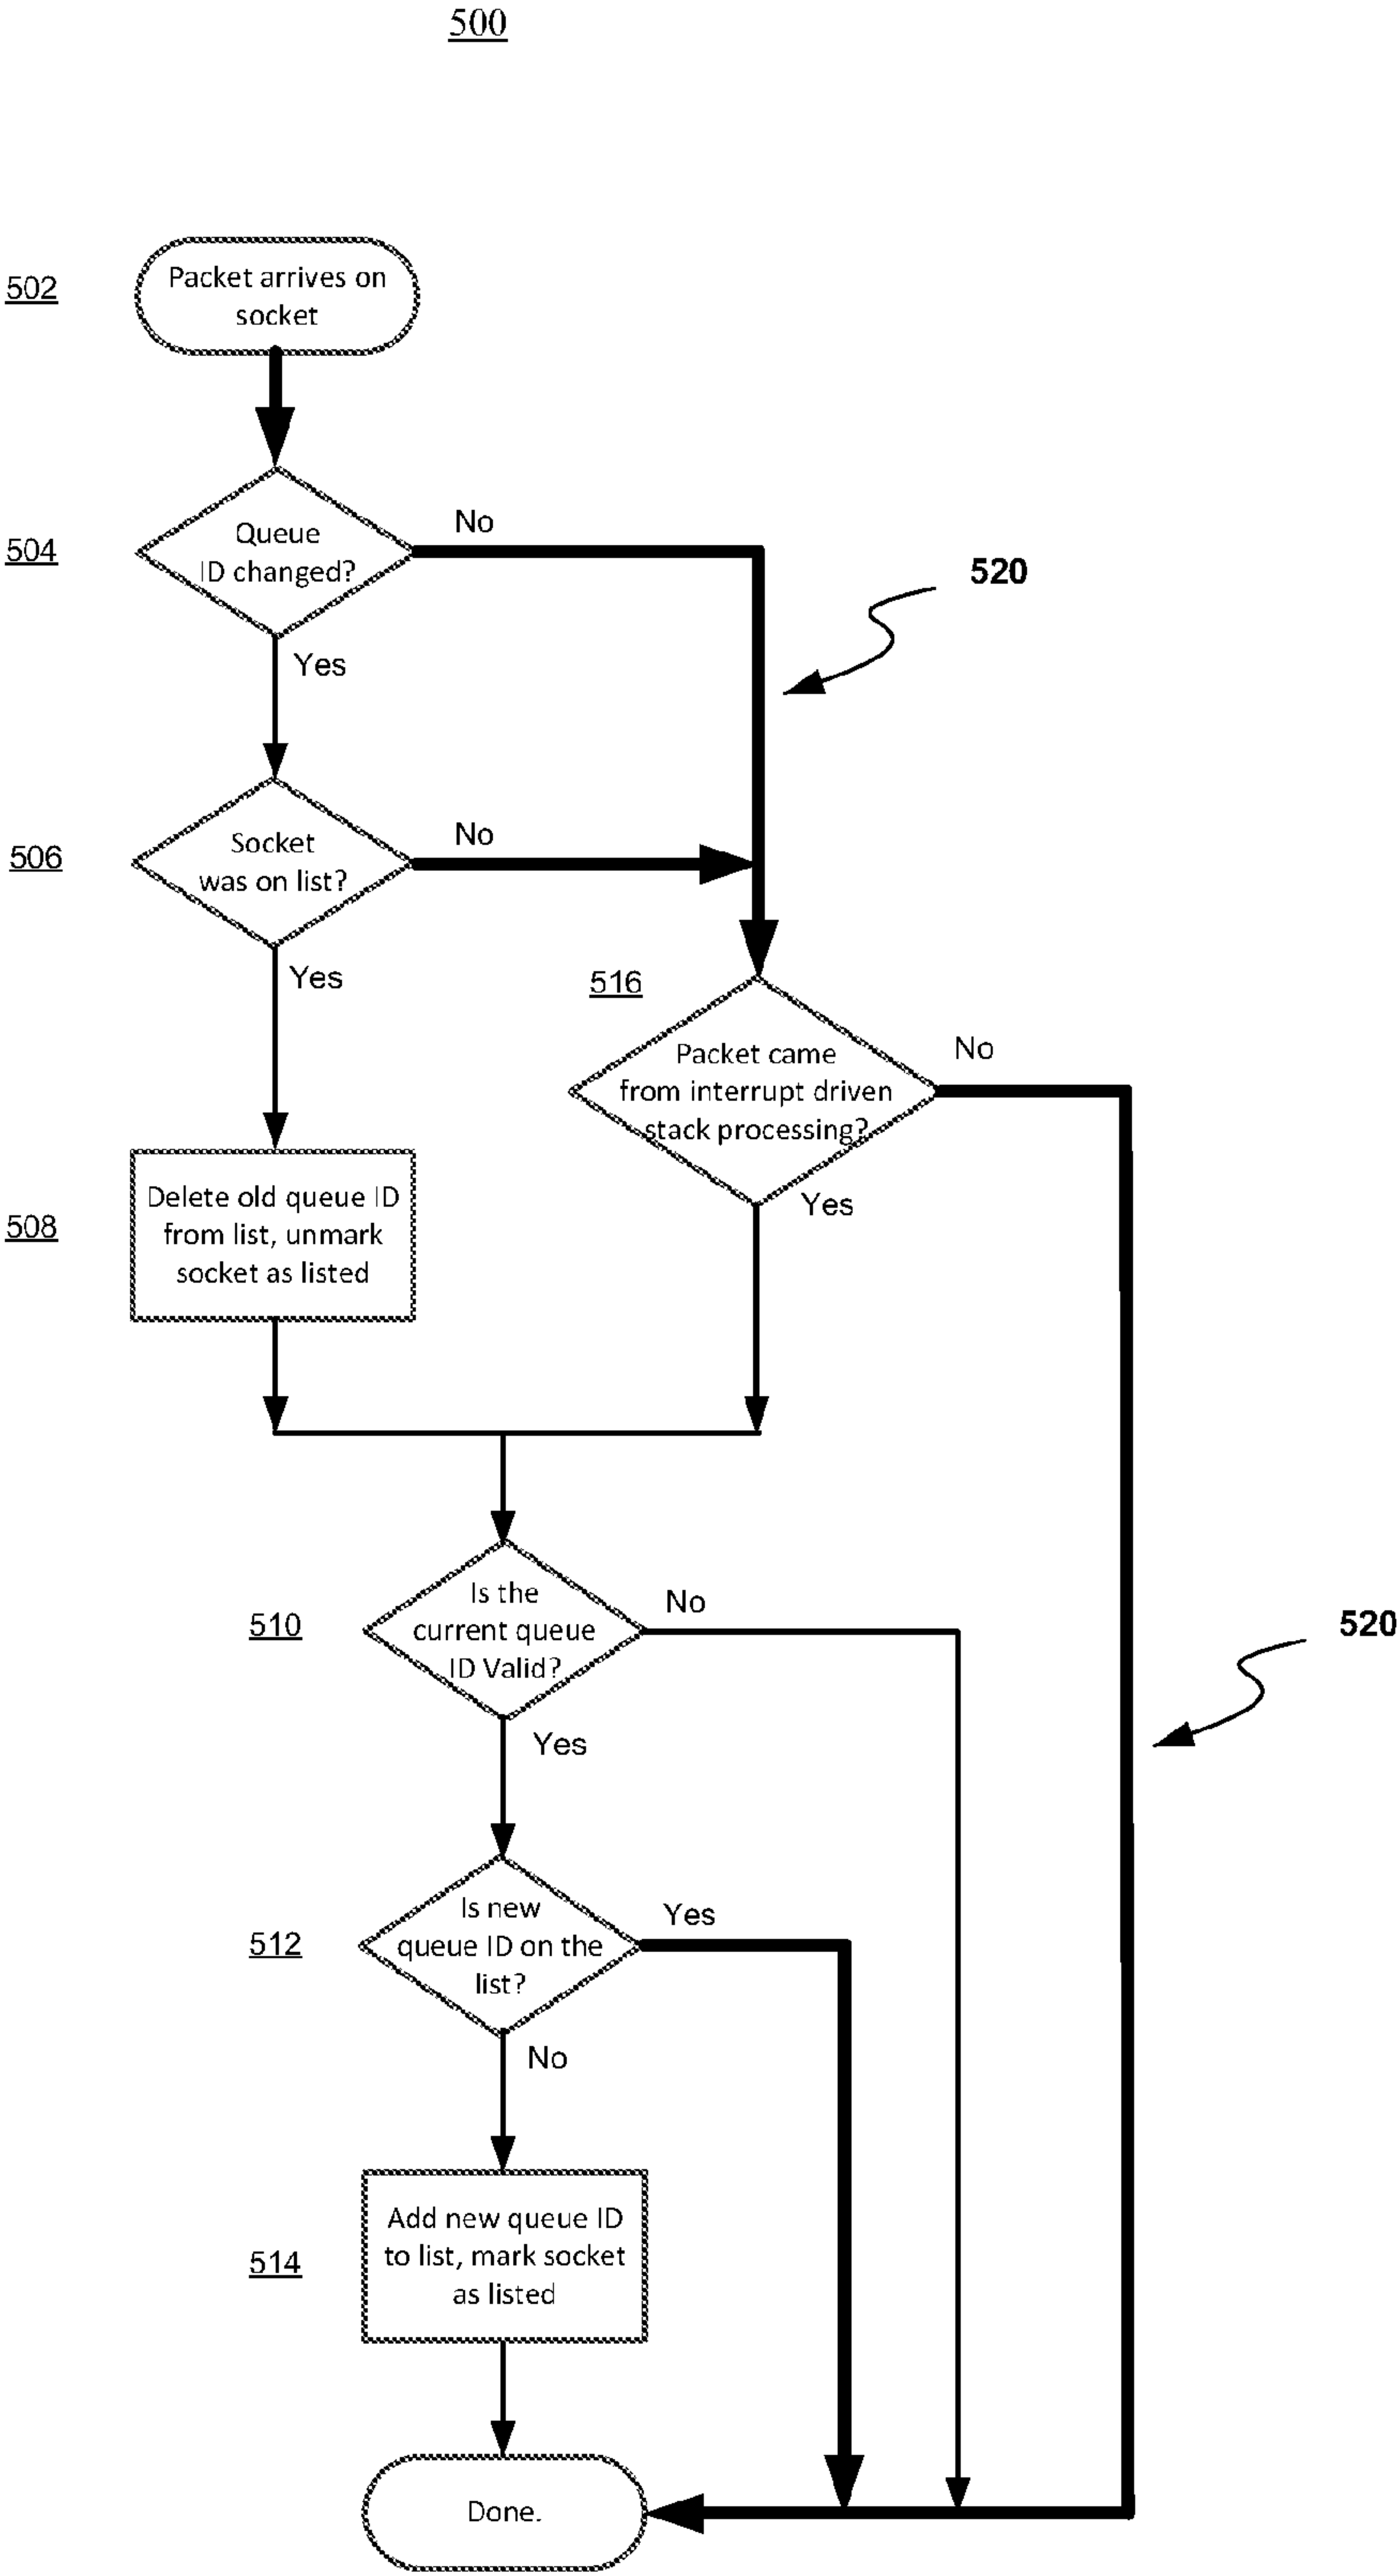 500
502
Packet arrives on
socket
504
Queue
ID changed?
No
Yes
520
506
Socket
was on list?
No
Yes
516
Packet came
from interrupt driven
stack processing?
No
Yes
508
Delete old queue ID
from list, unmark
socket as listed
510
Is the
current queue
ID Valid?
No
Yes
520
512
Is new
queue ID on the
list?
Yes
No
514
Add new queue ID
to list, mark socket
as listed
Done.